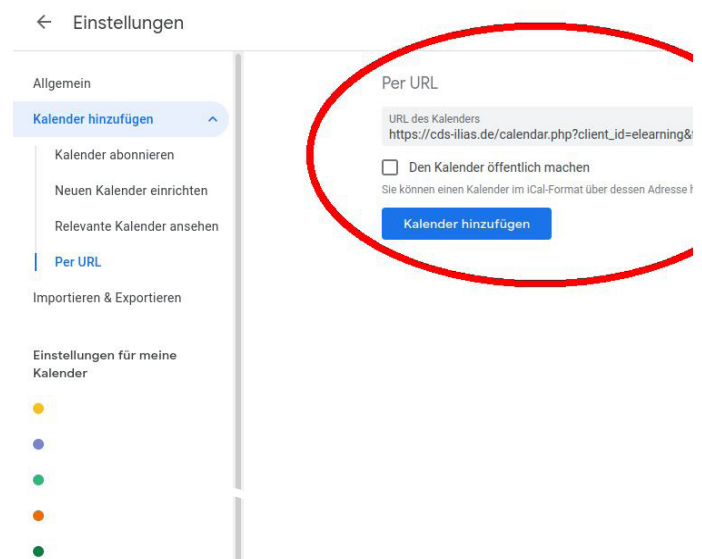 Einstellungen
Allgemein
Kalender hinzufügen
Kalender abonnieren
Neuen Kalender einrichten
Relevante Kalender ansehen
Per URL
Importieren & Exportieren
Einstellungen für meine
Kalender
Per URL
URL des Kalenders
https://cds-ilias.de/calendar.php?client_id=elearning&
Den Kalender öffentlich machen
Sie können einen Kalender im iCal-Format über dessen Adresse
Kalender hinzufügen